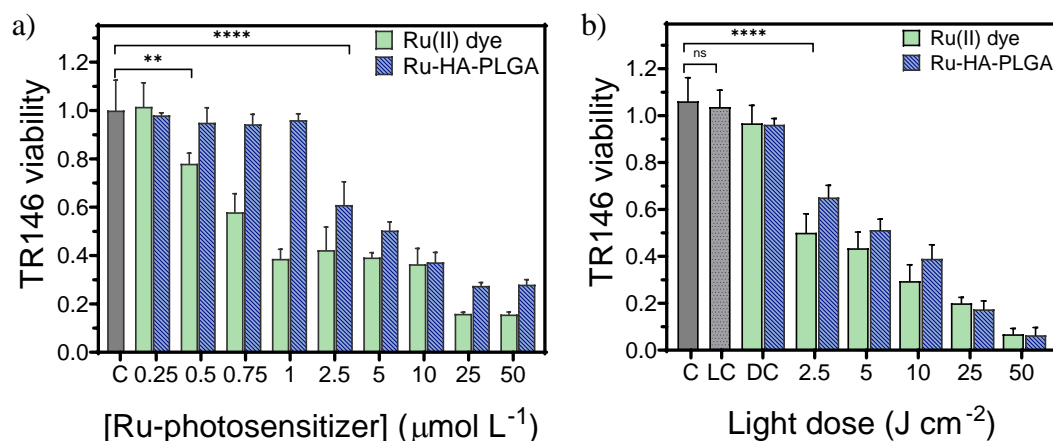 a)
****
**
Ru(II) dye
Ru-HA-PLGA
TR146 viability
1.2
1.0
0.8
0.6
0.4
0.2
0.0
C 0.25 0.5 0.75 1 2.5 5 10 25 50
[Ru-photosensitizer] (μmol L⁻¹)
b)
****
ns
Ru(II) dye
Ru-HA-PLGA
TR146 viability
1.2
1.0
0.8
0.6
0.4
0.2
0.0
C LC DC 2.5 5 10 25 50
Light dose (J cm⁻²)